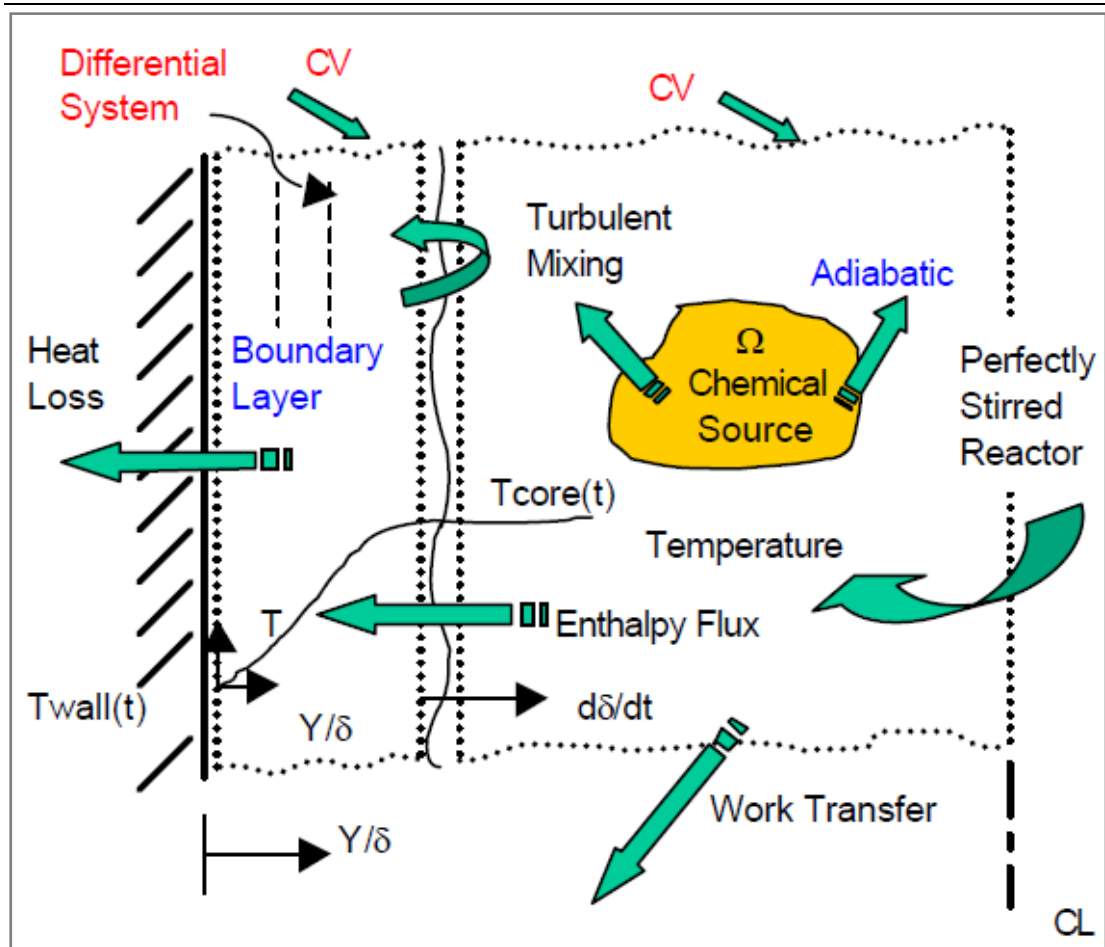 Differential
System
CV
CV
Turbulent
Mixing
Adiabatic
Heat
Loss
Boundary
Layer
Ω
Chemical
Source
Perfectly
Stirred
Reactor
Tcore(t)
Temperature
T
Enthalpy Flux
Twall(t)
Y/δ
dδ/dt
Work Transfer
Y/δ
CL